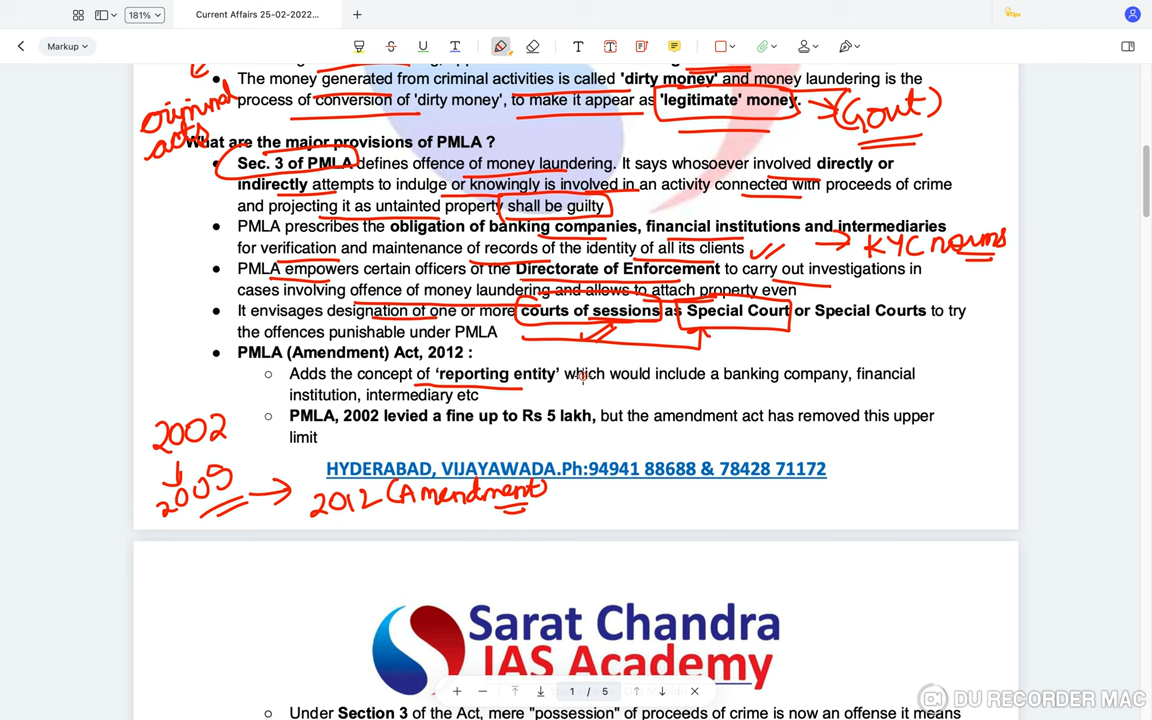 181%
Current Affairs 25-02-2022...
Markup
The money generated from criminal activities is called 'dirty money' and money laundering is the
process of conversion of 'dirty money', to make it appear as 'legitimate' money.
(Govt)
criminal
acts
What are the major provisions of PMLA ?
Sec. 3 of PMLA defines offence of money laundering. It says whosoever involved directly or
indirectly attempts to indulge or knowingly is involved in an activity connected with proceeds of crime
and projecting it as untainted property shall be guilty
PMLA prescribes the obligation of banking companies, financial institutions and intermediaries
for verification and maintenance of records of the identity of all its clients
KYC norms
PMLA empowers certain officers of the Directorate of Enforcement to carry out investigations in
cases involving offence of money laundering and allows to attach property even
It envisages designation of one or more courts of sessions as Special Court or Special Courts to try
the offences punishable under PMLA
PMLA (Amendment) Act, 2012 :
Adds the concept of 'reporting entity' which would include a banking company, financial
institution, intermediary etc
PMLA, 2002 levied a fine up to Rs 5 lakh, but the amendment act has removed this upper
limit
2002
2005
2012 (Amendment)
HYDERABAD, VIJAYAWADA.Ph:94941 88688 & 78428 71172
Sarat Chandra
IAS Academy
1 / 5
Under Section 3 of the Act, mere "possession" of proceeds of crime is now an offense it means
DU RECORDER MAC